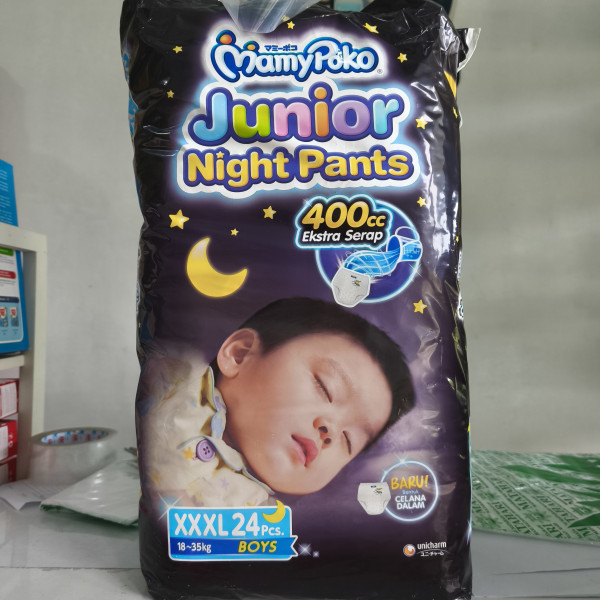 マミーポコ
MamyPoko
Junior
Night Pants
400cc
Ekstra Serap
BARU!
CELANA
DALAM
XXXL 24 Pcs.
18~35kg BOYS
unicharm
ユニ・チャーム